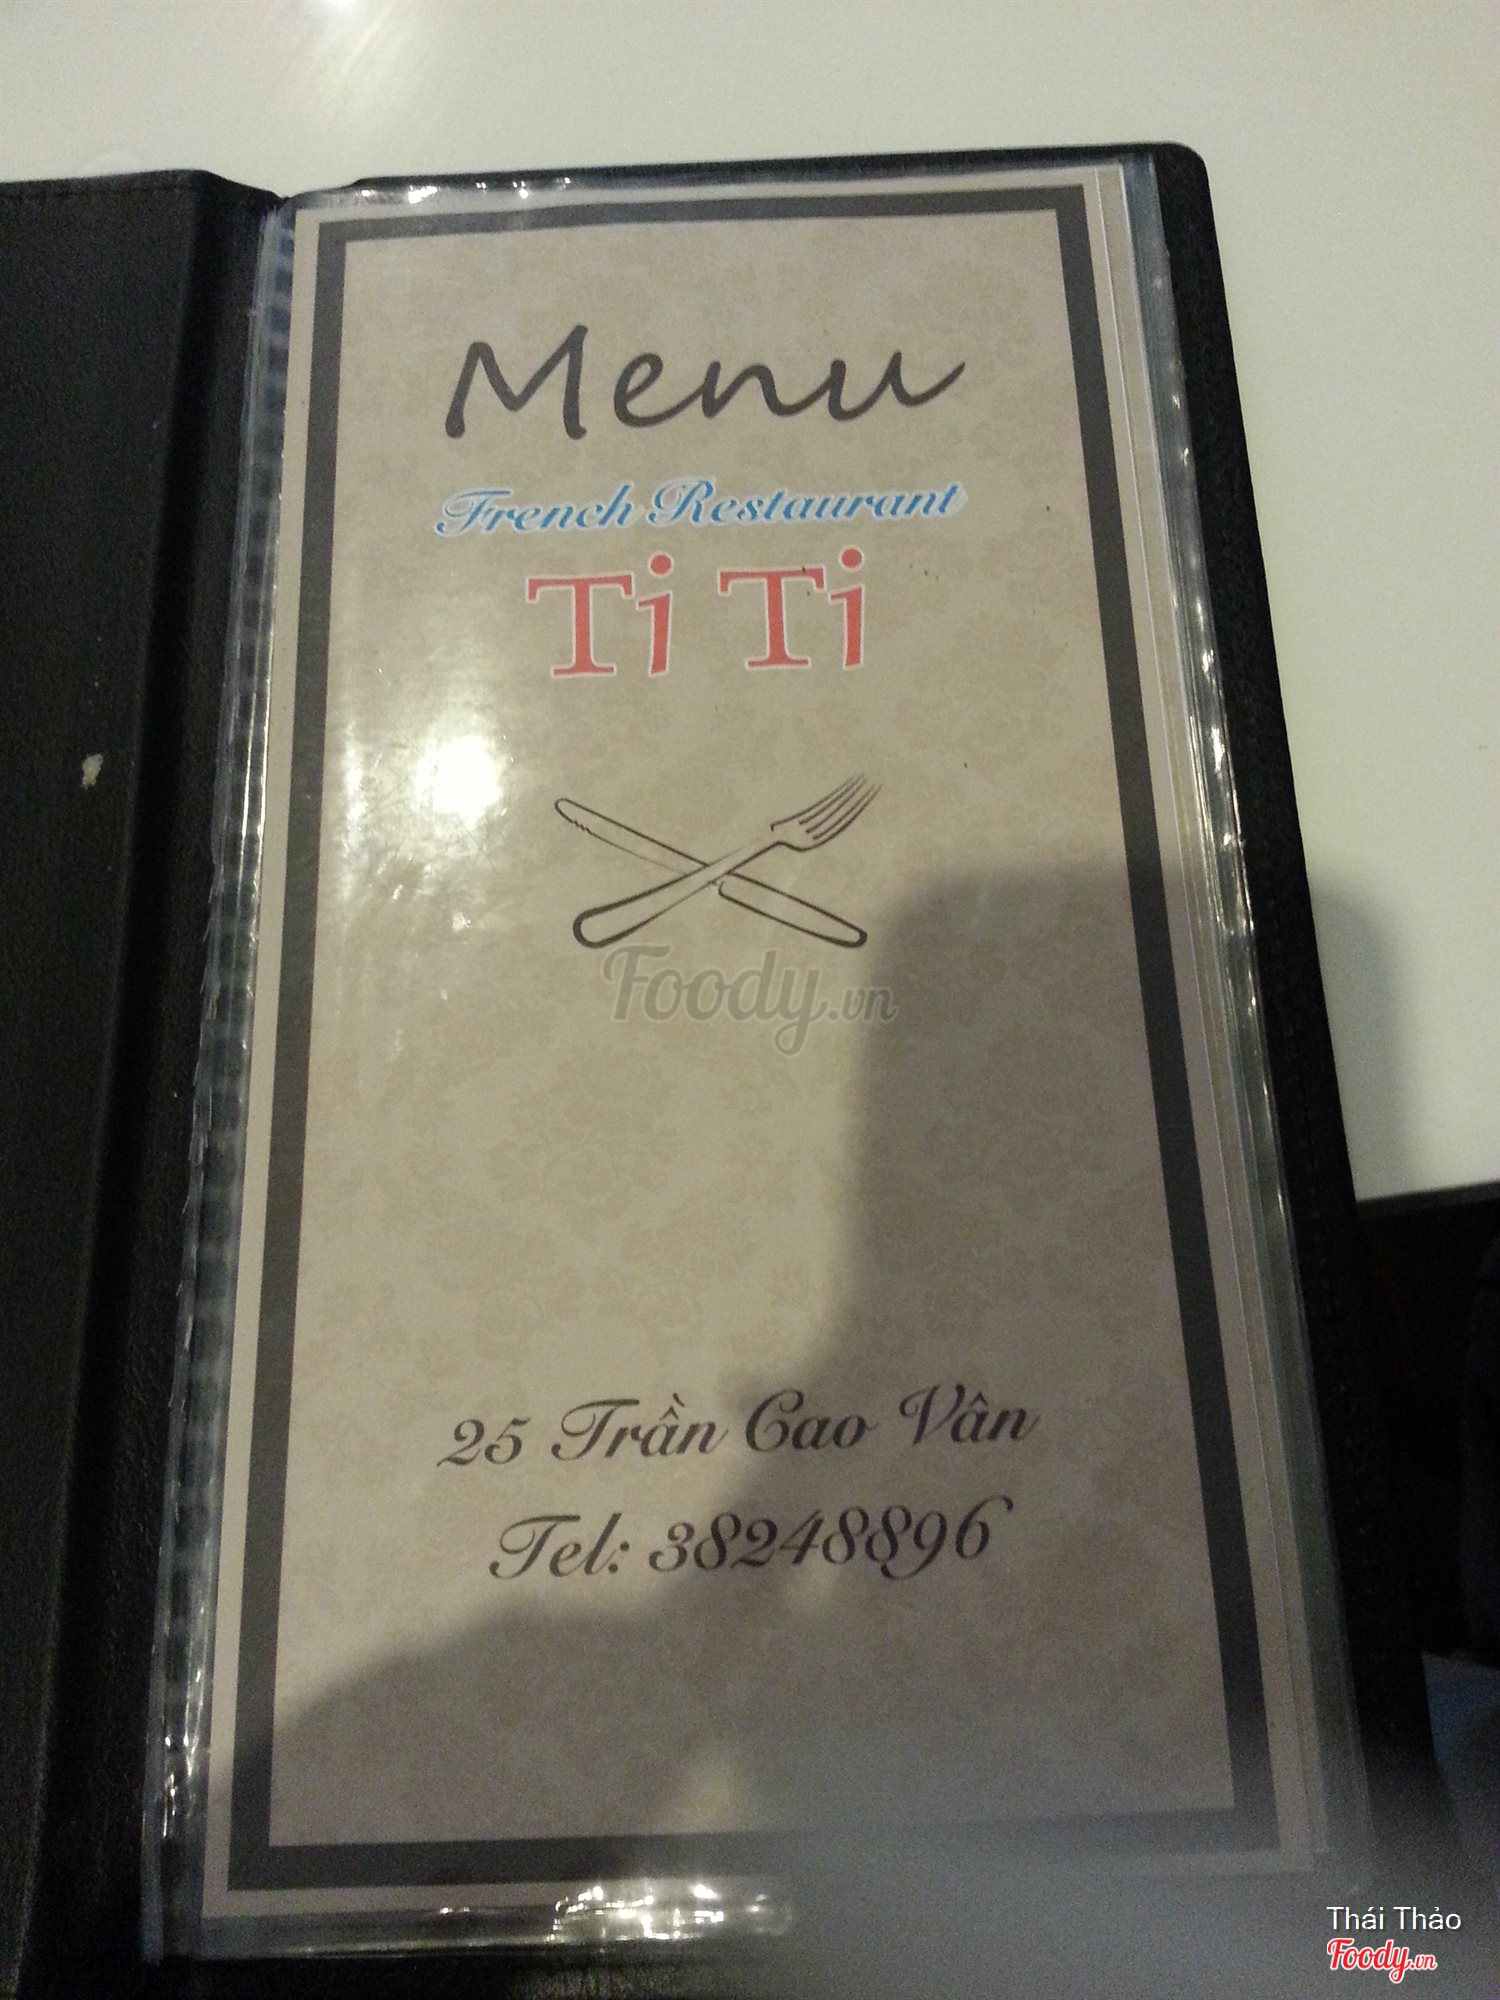 Menu
French Restaurant
Ti Ti
Foody.vn
25 Trần Cao Vân
Tel: 38248896
Thái Thảo
Foody.vn